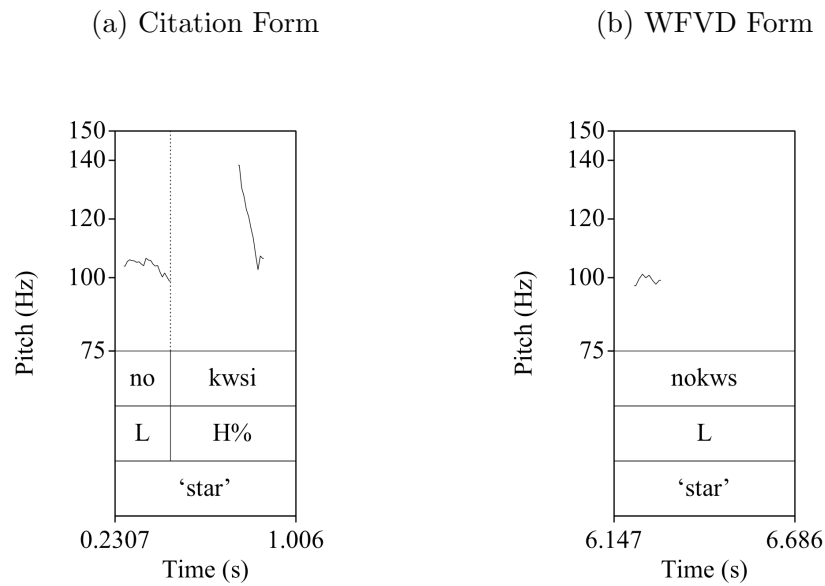 (a) Citation Form
150
140
120
100
75
Pitch (Hz)
no kwsi
L H%
‘star’
0.2307 1.006
Time (s)
(b) WFVD Form
150
140
120
100
75
Pitch (Hz)
nokws
L
‘star’
6.147 6.686
Time (s)